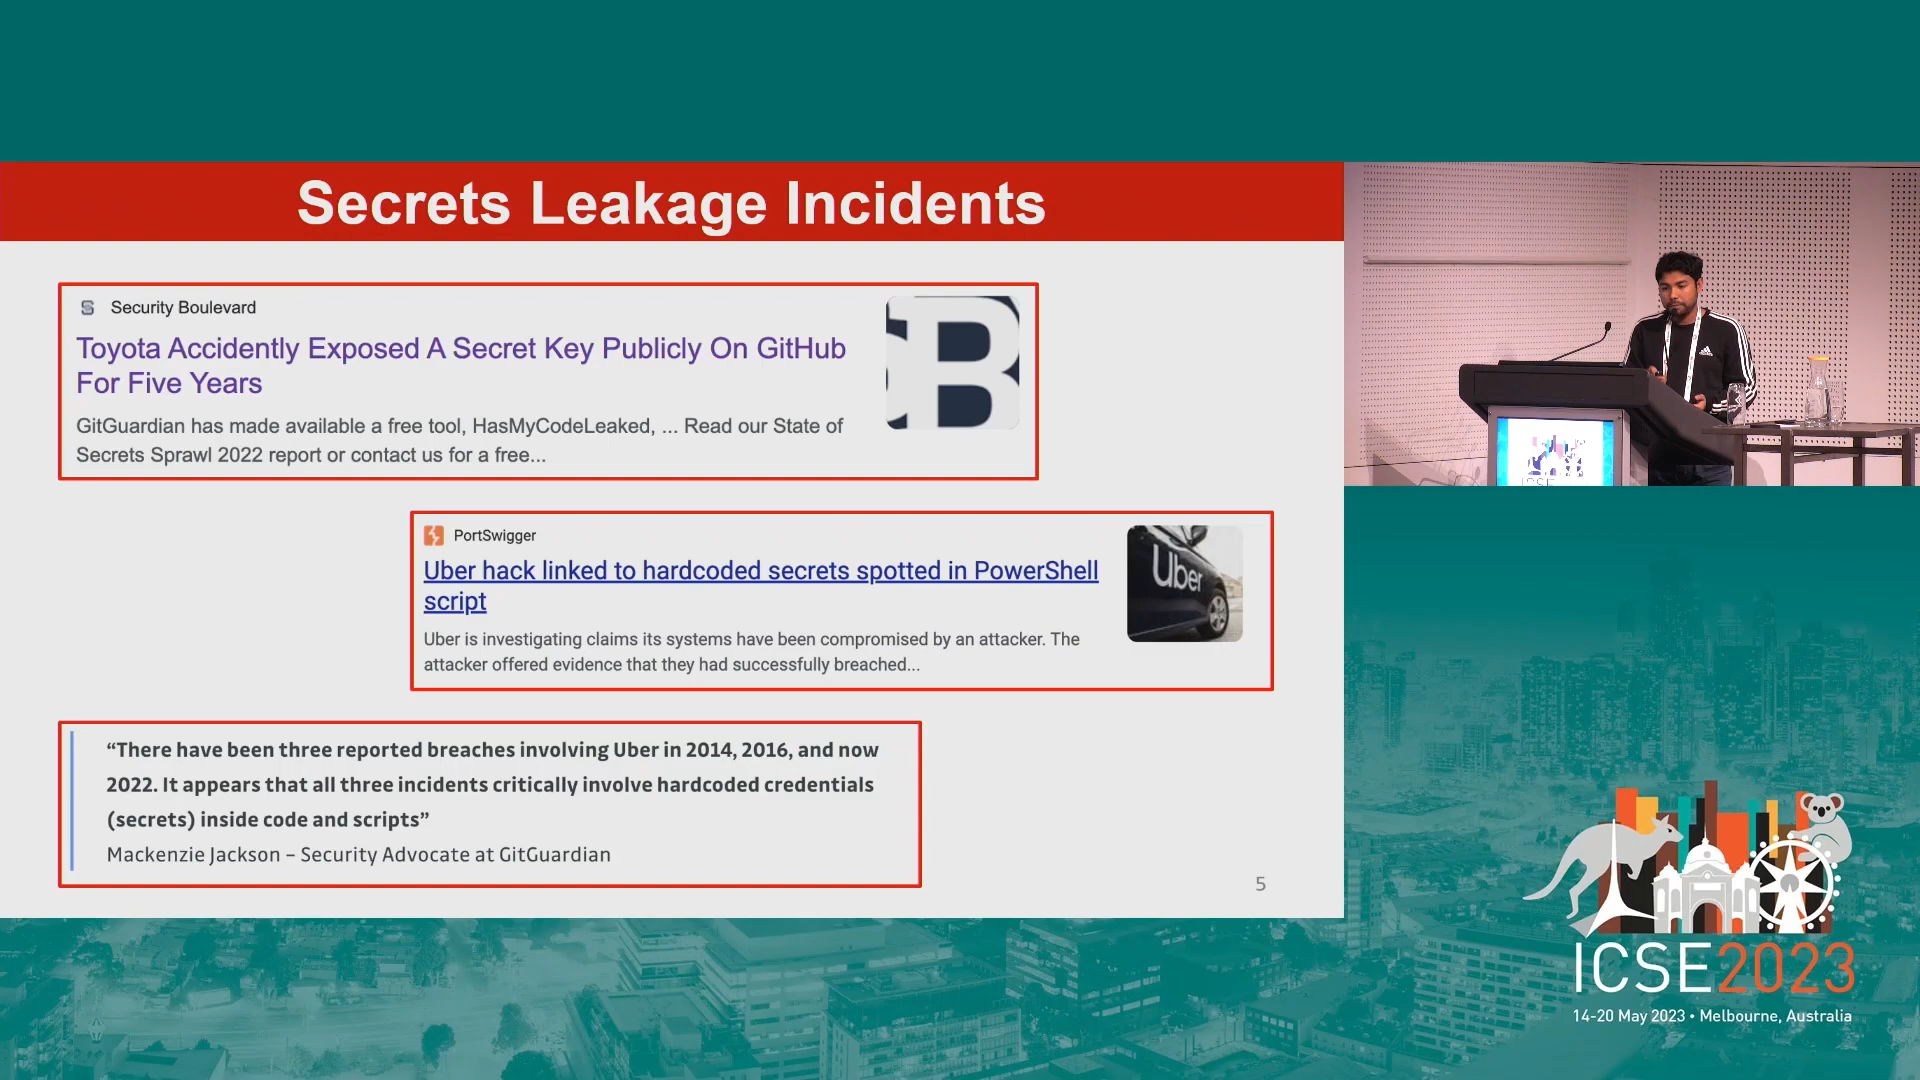 Secrets Leakage Incidents
Security Boulevard
Toyota Accidently Exposed A Secret Key Publicly On GitHub
For Five Years
GitGuardian has made available a free tool, HasMyCodeLeaked, ... Read our State of
Secrets Sprawl 2022 report or contact us for a free...
B
PortSwigger
Uber hack linked to hardcoded secrets spotted in PowerShell
script
Uber is investigating claims its systems have been compromised by an attacker. The
attacker offered evidence that they had successfully breached...
Uber
“There have been three reported breaches involving Uber in 2014, 2016, and now
2022. It appears that all three incidents critically involve hardcoded credentials
(secrets) inside code and scripts”
Mackenzie Jackson – Security Advocate at GitGuardian
5
ICSE
ICSE2023
14-20 May 2023 • Melbourne, Australia